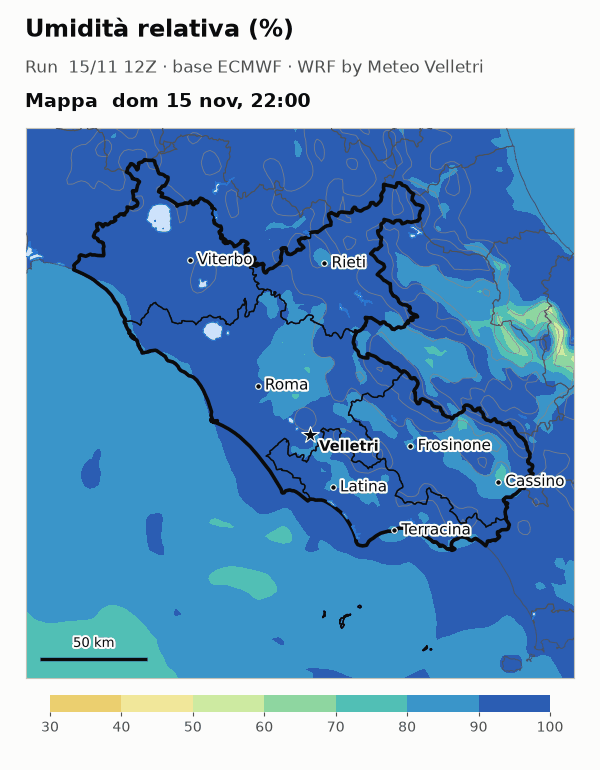 Umidità relativa (%)
Run  15/11 12Z · base ECMWF · WRF by Meteo Velletri
Mappa  dom 15 nov, 22:00
Viterbo
Rieti
Roma
Velletri
Frosinone
Latina
Cassino
Terracina
50 km
30 40 50 60 70 80 90 100